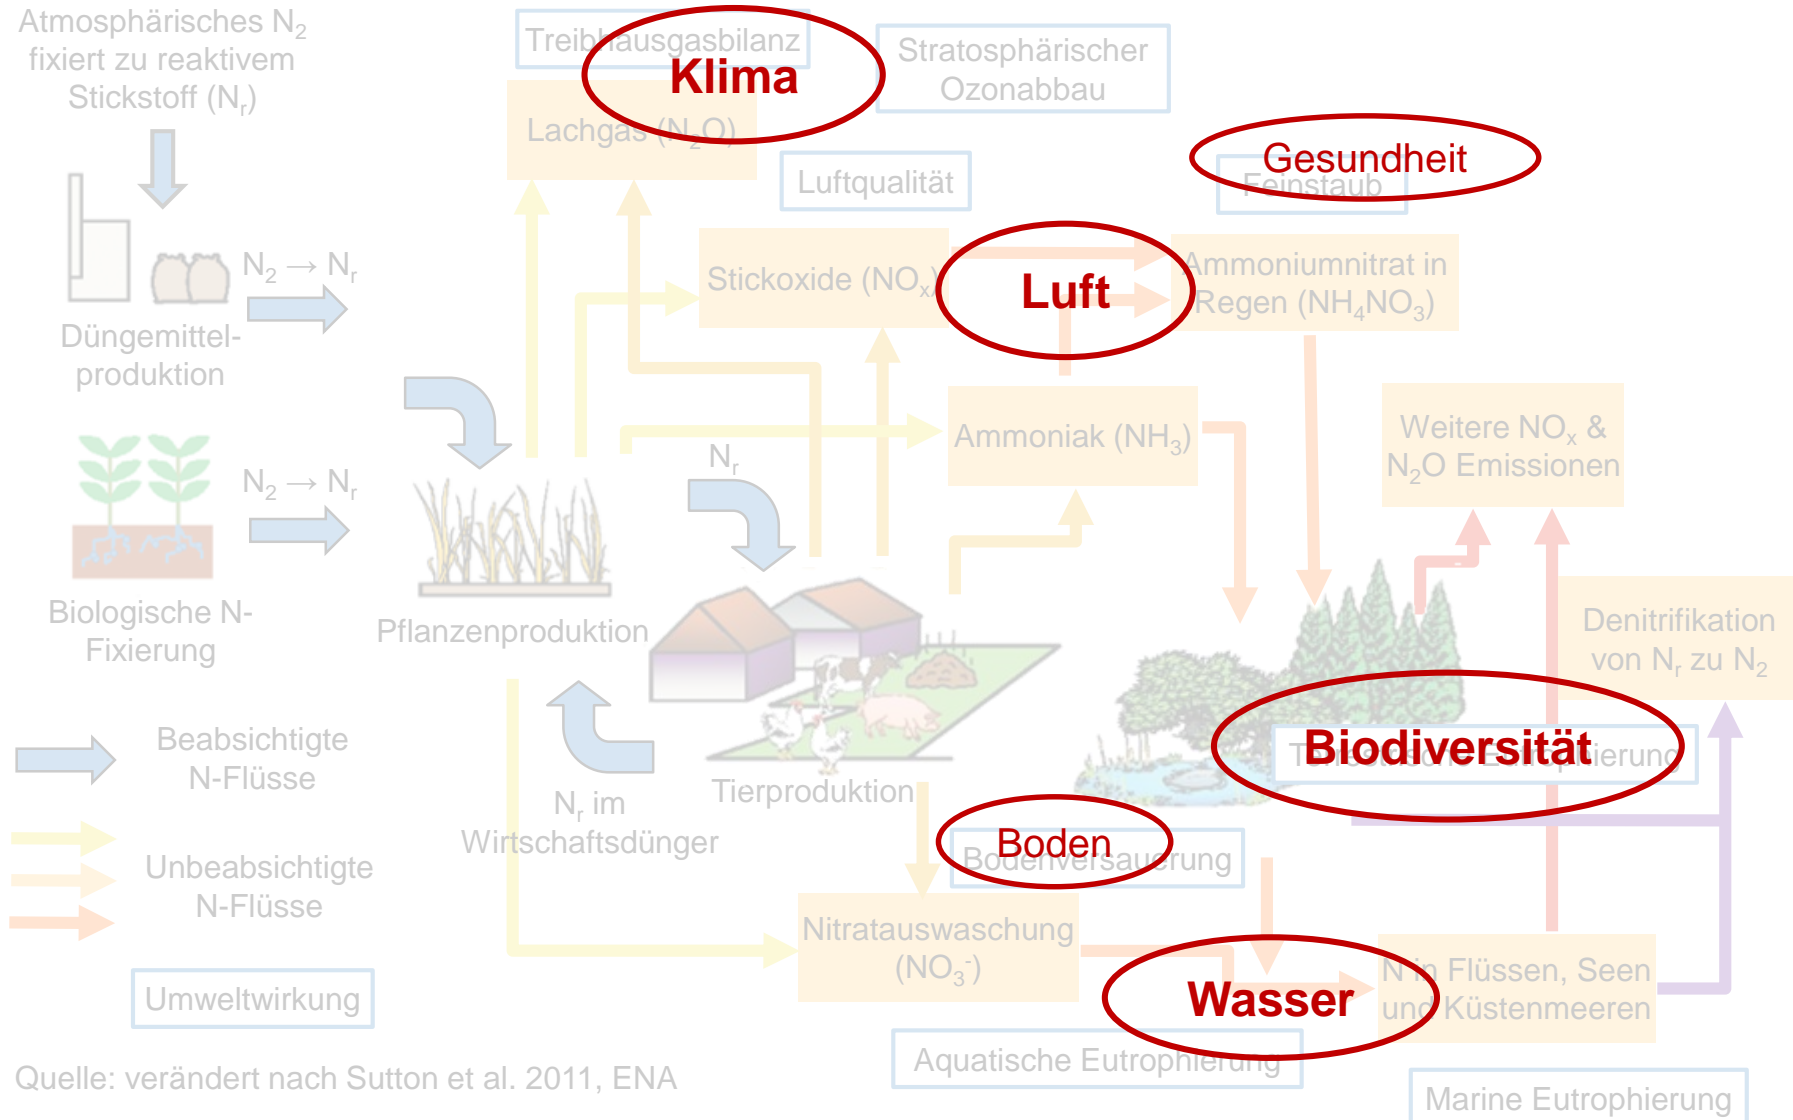 Atmosphärisches N₂
fixiert zu reaktivem
Stickstoff (Nᵣ)
Treibhausgasbilanz
Klima
Stratosphärischer
Ozonabbau
Lachgas (N₂O)
Luftqualität
Gesundheit
Feinstaub
N₂ → Nᵣ
Düngemittel-
produktion
Stickoxide (NOₓ)
Luft
Ammoniumnitrat in
Regen (NH₄NO₃)
Ammoniak (NH₃)
Weitere NOₓ &
N₂O Emissionen
N₂ → Nᵣ
Nᵣ
Biologische N-
Fixierung
Pflanzenproduktion
Denitrifikation
von Nᵣ zu N₂
Biodiversität
Terrestrische Eutrophierung
Beabsichtigte
N-Flüsse
Nᵣ im
Wirtschaftsdünger
Tierproduktion
Boden
Bodenversauerung
Unbeabsichtigte
N-Flüsse
Nitratauswaschung
(NO₃⁻)
Wasser
N in Flüssen, Seen
und Küstenmeeren
Umweltwirkung
Aquatische Eutrophierung
Quelle: verändert nach Sutton et al. 2011, ENA
Marine Eutrophierung